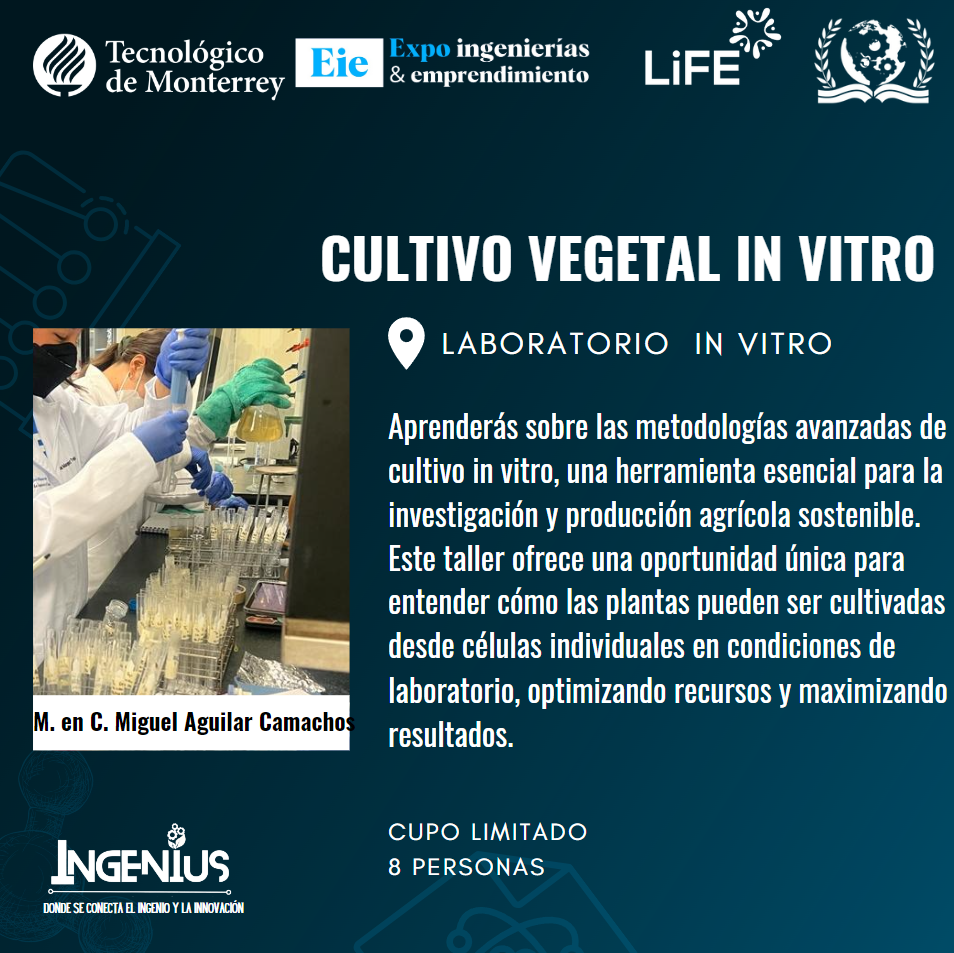 Tecnológico
de Monterrey
Eie
Expo ingenierías
& emprendimiento
LiFE
CULTIVO VEGETAL IN VITRO
LABORATORIO IN VITRO
Aprenderás sobre las metodologías avanzadas de
cultivo in vitro, una herramienta esencial para la
investigación y producción agrícola sostenible.
Este taller ofrece una oportunidad única para
entender cómo las plantas pueden ser cultivadas
desde células individuales en condiciones de
laboratorio, optimizando recursos y maximizando
resultados.
M. en C. Miguel Aguilar Camachos
CUPO LIMITADO
8 PERSONAS
INGENIUS
DONDE SE CONECTA EL INGENIO Y LA INNOVACIÓN